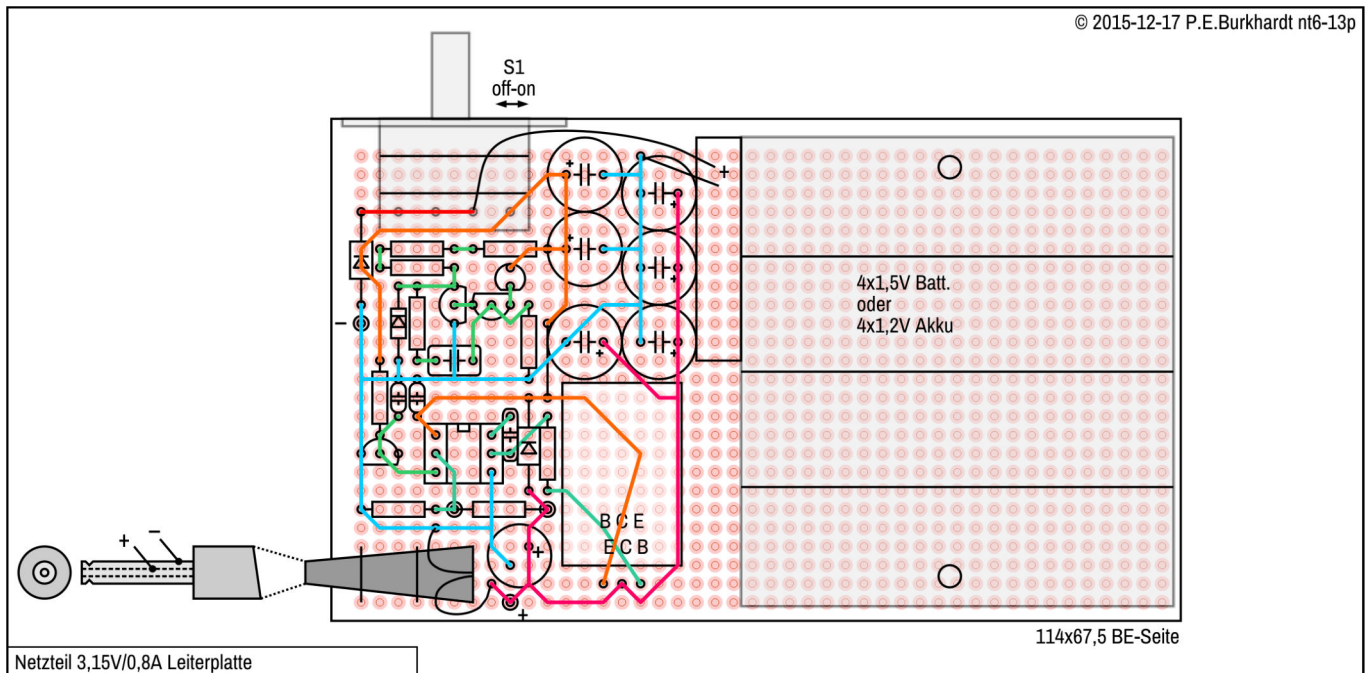 © 2015-12-17 P.E.Burkhardt nt6-13p
S1
off-on
+
+
+
+
+
4x1,5V Batt.
oder
4x1,2V Akku
−
+
+
B C E
E C B
+ −
+
+
114x67,5 BE-Seite
Netzteil 3,15V/0,8A Leiterplatte